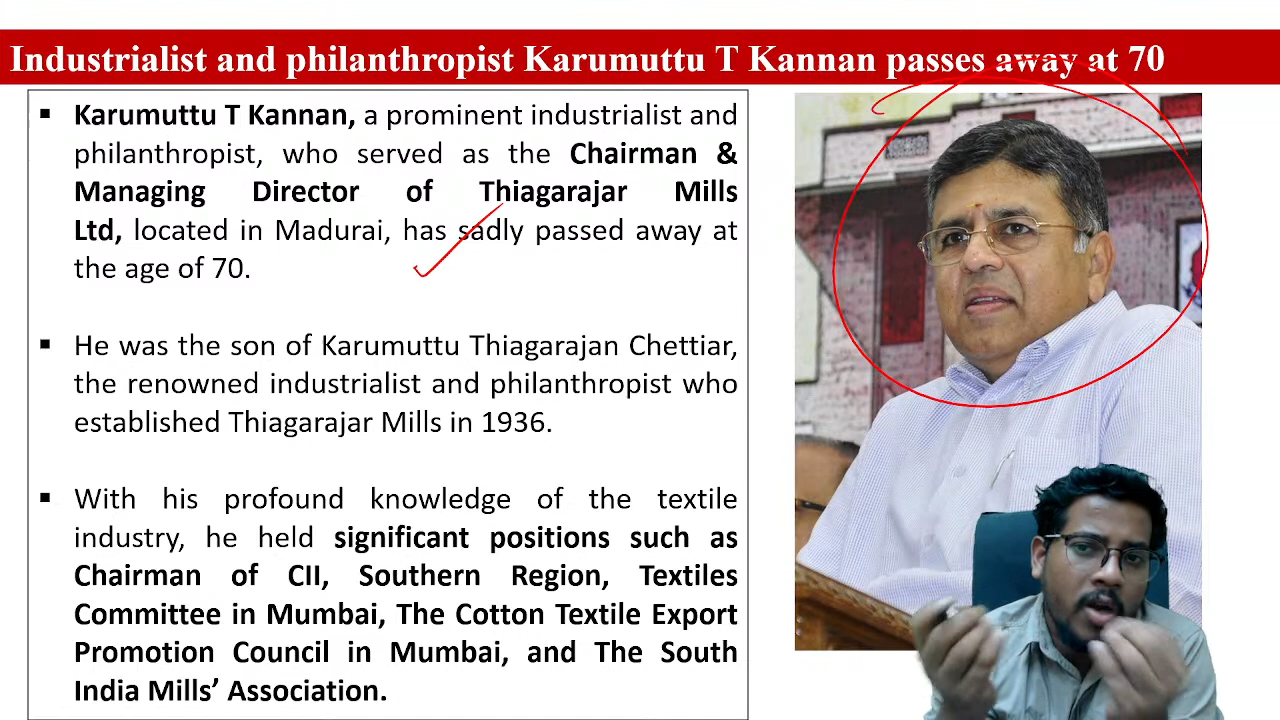 Industrialist and philanthropist Karumuttu T Kannan passes away at 70
▪ Karumuttu T Kannan, a prominent industrialist and
philanthropist, who served as the Chairman &
Managing Director of Thiagarajar Mills
Ltd, located in Madurai, has sadly passed away at
the age of 70.
▪ He was the son of Karumuttu Thiagarajan Chettiar,
the renowned industrialist and philanthropist who
established Thiagarajar Mills in 1936.
▪ With his profound knowledge of the textile
industry, he held significant positions such as
Chairman of CII, Southern Region, Textiles
Committee in Mumbai, The Cotton Textile Export
Promotion Council in Mumbai, and The South
India Mills’ Association.